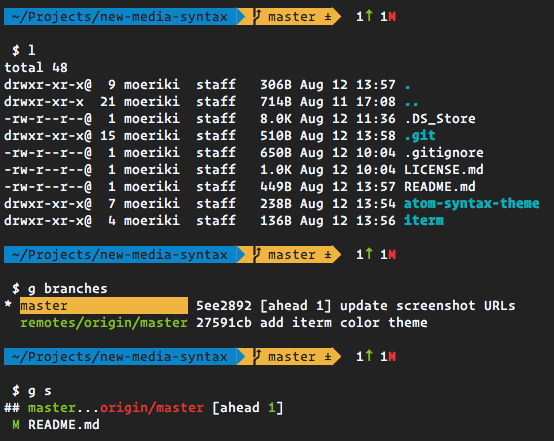 ~/Projects/new-media-syntax master ± 1↑ 1M
$ l
total 48
drwxr-xr-x@  9 moeriki  staff   306B Aug 12 13:57 .
drwxr-xr-x  21 moeriki  staff   714B Aug 11 17:08 ..
-rw-r--r--@  1 moeriki  staff   8.0K Aug 12 11:36 .DS_Store
drwxr-xr-x@ 15 moeriki  staff   510B Aug 12 13:58 .git
-rw-r--r--@  1 moeriki  staff   650B Aug 12 10:04 .gitignore
-rw-r--r--@  1 moeriki  staff   1.0K Aug 12 10:04 LICENSE.md
-rw-r--r--@  1 moeriki  staff   449B Aug 12 13:57 README.md
drwxr-xr-x@  7 moeriki  staff   238B Aug 12 13:54 atom-syntax-theme
drwxr-xr-x@  4 moeriki  staff   136B Aug 12 13:56 iterm
~/Projects/new-media-syntax master ± 1↑ 1M
$ g branches
* master                5ee2892 [ahead 1] update screenshot URLs
  remotes/origin/master 27591cb add iterm color theme
~/Projects/new-media-syntax master ± 1↑ 1M
$ g s
## master...origin/master [ahead 1]
 M README.md